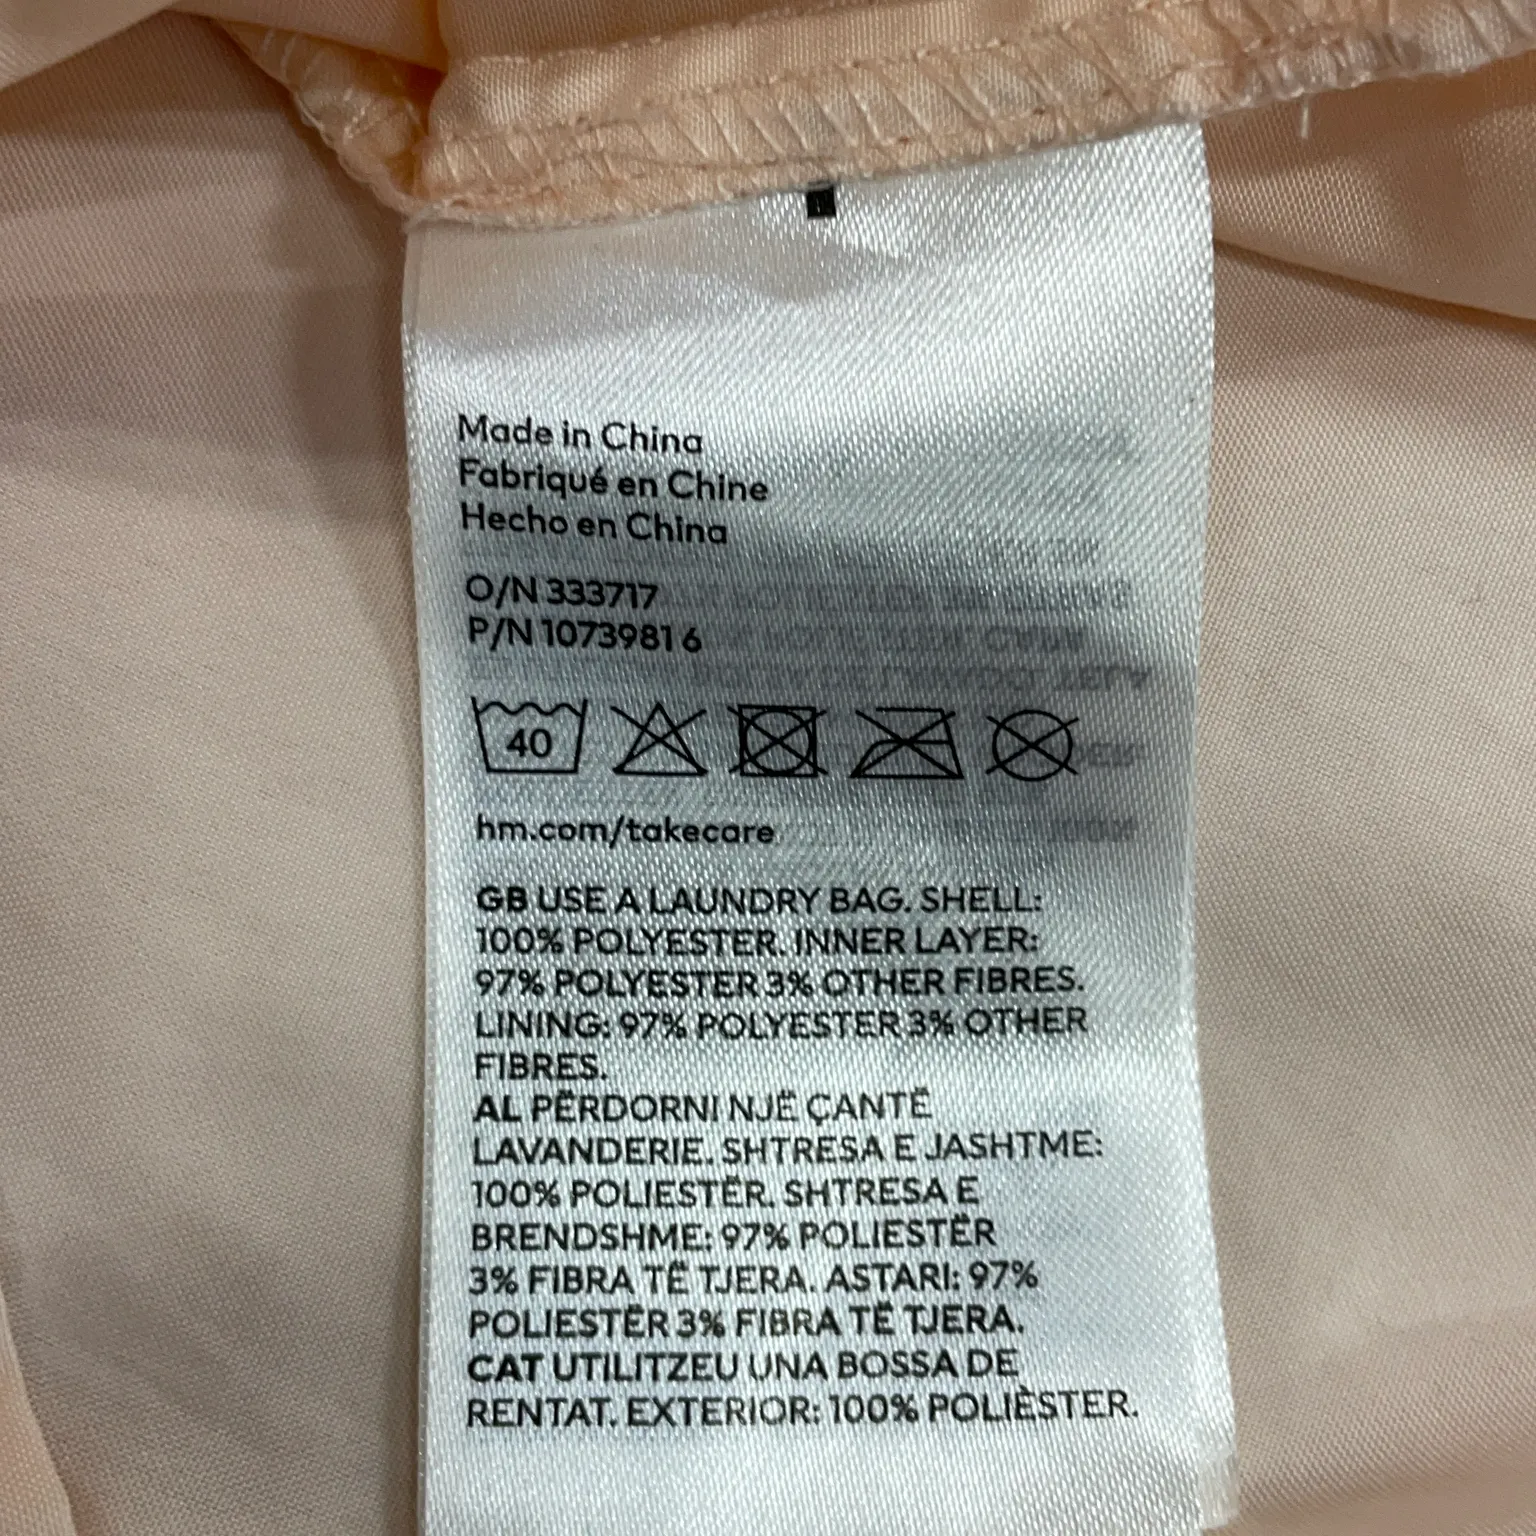 Made in China
Fabriqué en Chine
Hecho en China
O/N 333717
P/N 1073981 6
40
hm.com/takecare
GB USE A LAUNDRY BAG. SHELL:
100% POLYESTER. INNER LAYER:
97% POLYESTER 3% OTHER FIBRES.
LINING: 97% POLYESTER 3% OTHER
FIBRES.
AL PËRDORNI NJË ÇANTË
LAVANDERIE. SHTRESA E JASHTME:
100% POLIESTËR. SHTRESA E
BRENDSHME: 97% POLIESTËR
3% FIBRA TË TJERA. ASTARI: 97%
POLIESTËR 3% FIBRA TË TJERA.
CAT UTILITZEU UNA BOSSA DE
RENTAT. EXTERIOR: 100% POLIÈSTER.